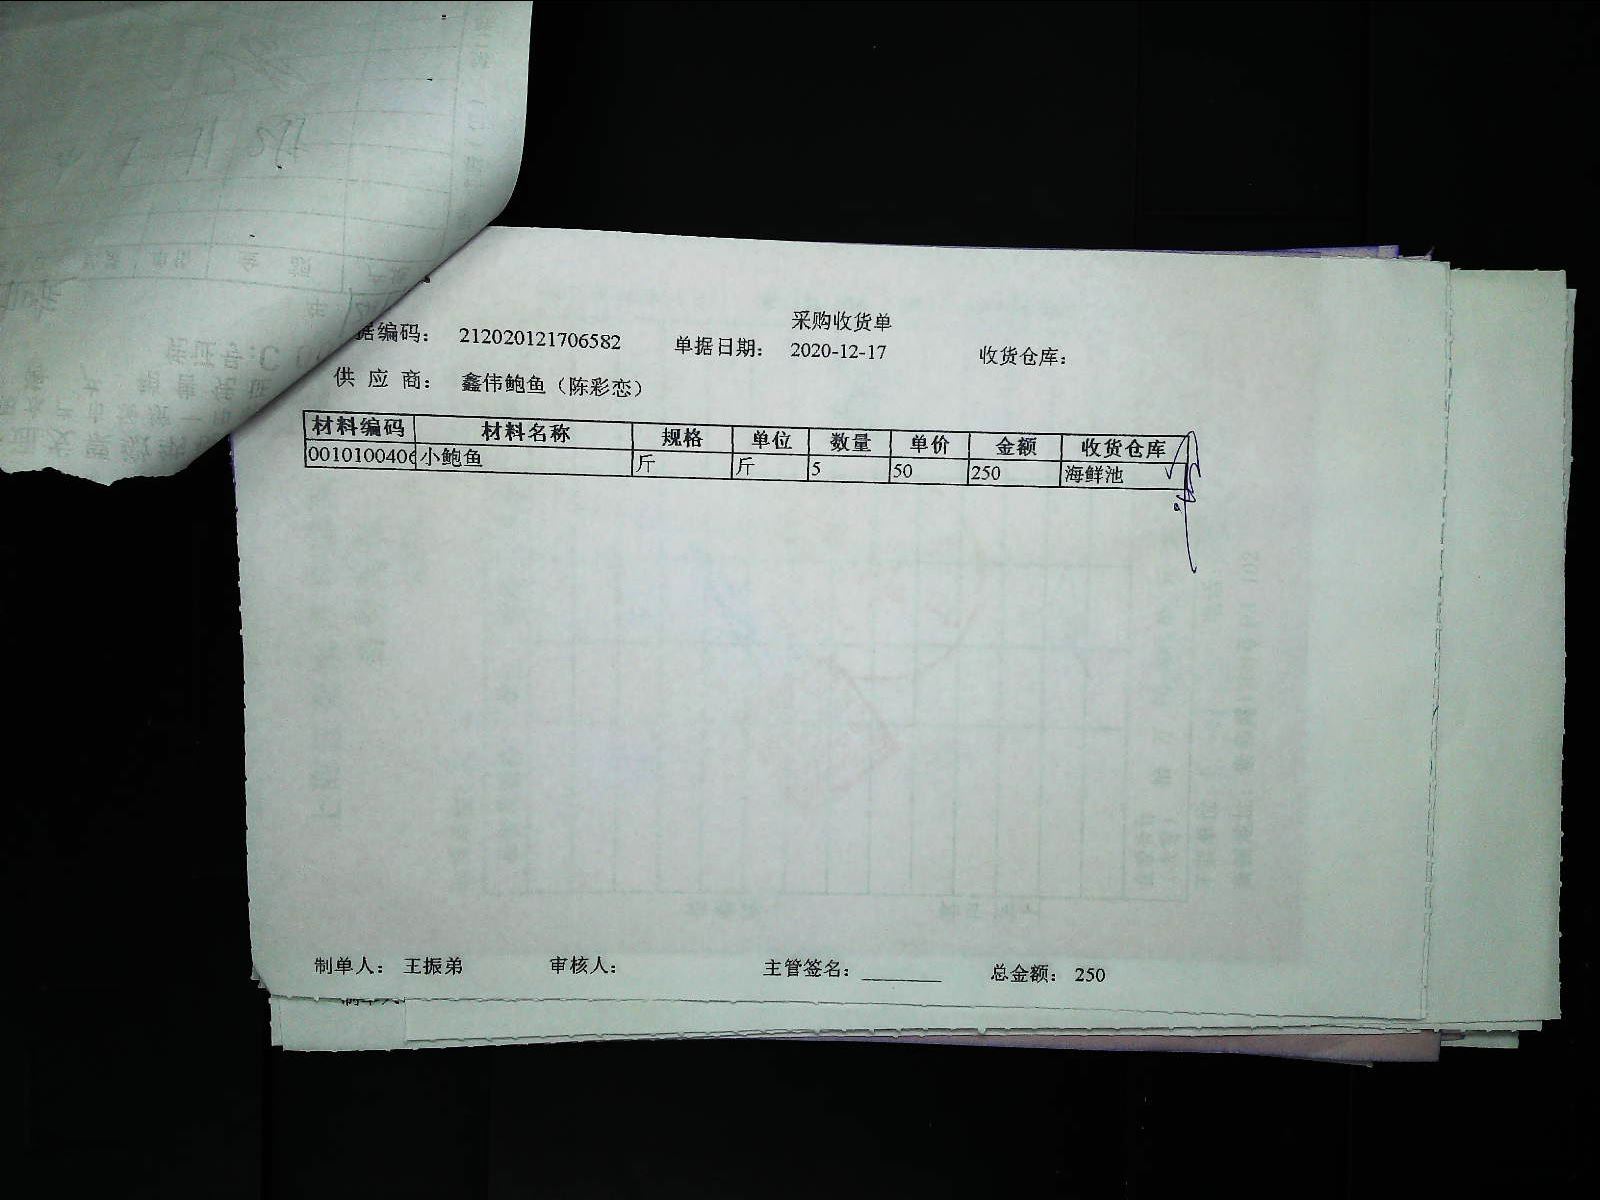 采购收货单
据编码： 212020121706582 单据日期： 2020-12-17 收货仓库：
供 应 商： 鑫伟鲍鱼（陈彩恋）
材料编码 材料名称 规格 单位 数量 单价 金额 收货仓库
0010100406 小鲍鱼 斤 斤 5 50 250 海鲜池
制单人： 王振弟 审核人： 主管签名： 总金额： 250